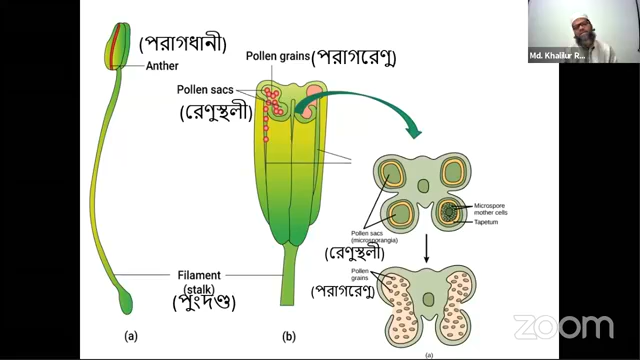 (পরাগধানী)
Anther
Pollen grains (পরাগরেণু)
Pollen sacs
(রেণুস্থলী)
Microspore
mother cells
Tapetum
Pollen sacs
(microsporangia)
(রেণুস্থলী)
Pollen
grains
(পরাগরেণু)
Filament
(stalk)
(পুংদণ্ড)
(a)
(b)
(a)
Md. Khalilur R...
zoom